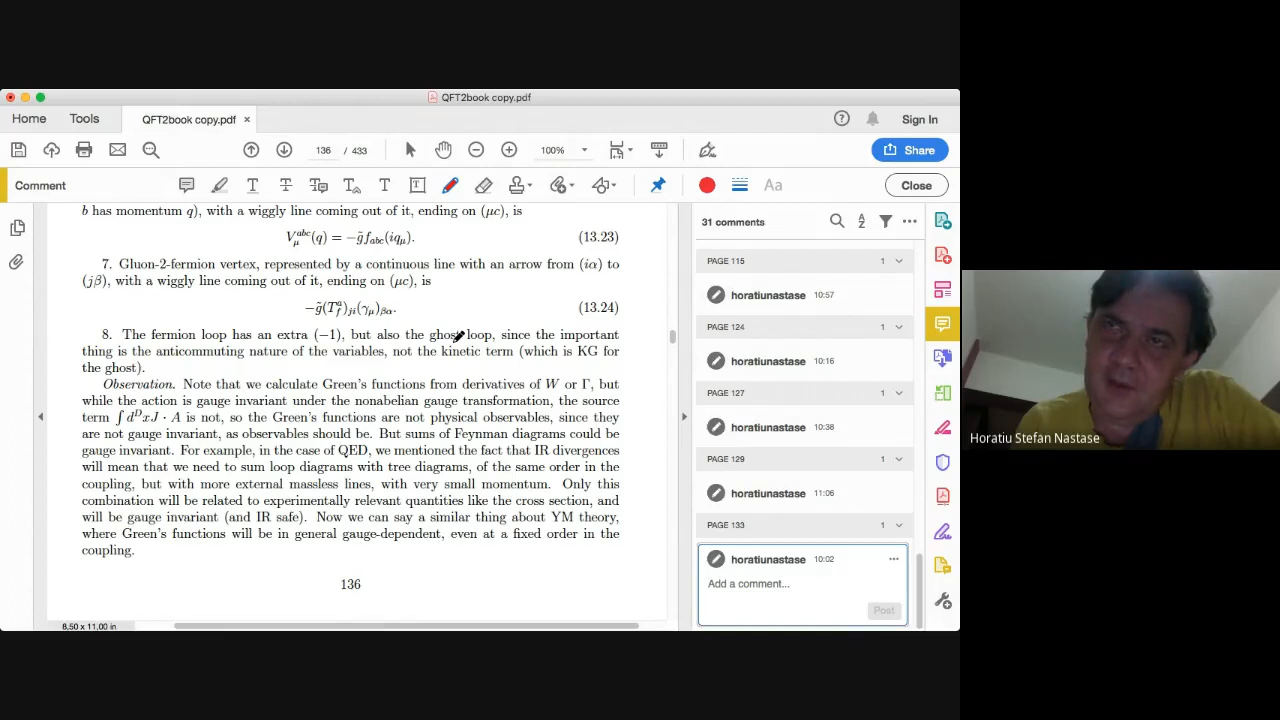 QFT2book copy.pdf
Home Tools QFT2book copy.pdf × Sign In
136 / 433 100% Share
Comment Close
b has momentum q), with a wiggly line coming out of it, ending on (μc), is
V_μ^{abc}(q) = −g̃f_{abc}(iq_μ). (13.23)
7. Gluon-2-fermion vertex, represented by a continuous line with an arrow from (iα) to
(jβ), with a wiggly line coming out of it, ending on (μc), is
−g̃(T_f^a)_{ji}(γ_μ)_{βα}. (13.24)
8. The fermion loop has an extra (−1), but also the ghost loop, since the important
thing is the anticommuting nature of the variables, not the kinetic term (which is KG for
the ghost).
Observation. Note that we calculate Green's functions from derivatives of W or Γ, but
while the action is gauge invariant under the nonabelian gauge transformation, the source
term ∫ d^D xJ · A is not, so the Green's functions are not physical observables, since they
are not gauge invariant, as observables should be. But sums of Feynman diagrams could be
gauge invariant. For example, in the case of QED, we mentioned the fact that IR divergences
will mean that we need to sum loop diagrams with tree diagrams, of the same order in the
coupling, but with more external massless lines, with very small momentum. Only this
combination will be related to experimentally relevant quantities like the cross section, and
will be gauge invariant (and IR safe). Now we can say a similar thing about YM theory,
where Green's functions will be in general gauge-dependent, even at a fixed order in the
coupling.
136
8,50 x 11,00 in
31 comments
PAGE 115 1
horatiunastase 10:57
PAGE 124 1
horatiunastase 10:16
PAGE 127 1
horatiunastase 10:38
PAGE 129 1
horatiunastase 11:06
PAGE 133 1
horatiunastase 10:02
Add a comment...
Post
Horatiu Stefan Nastase